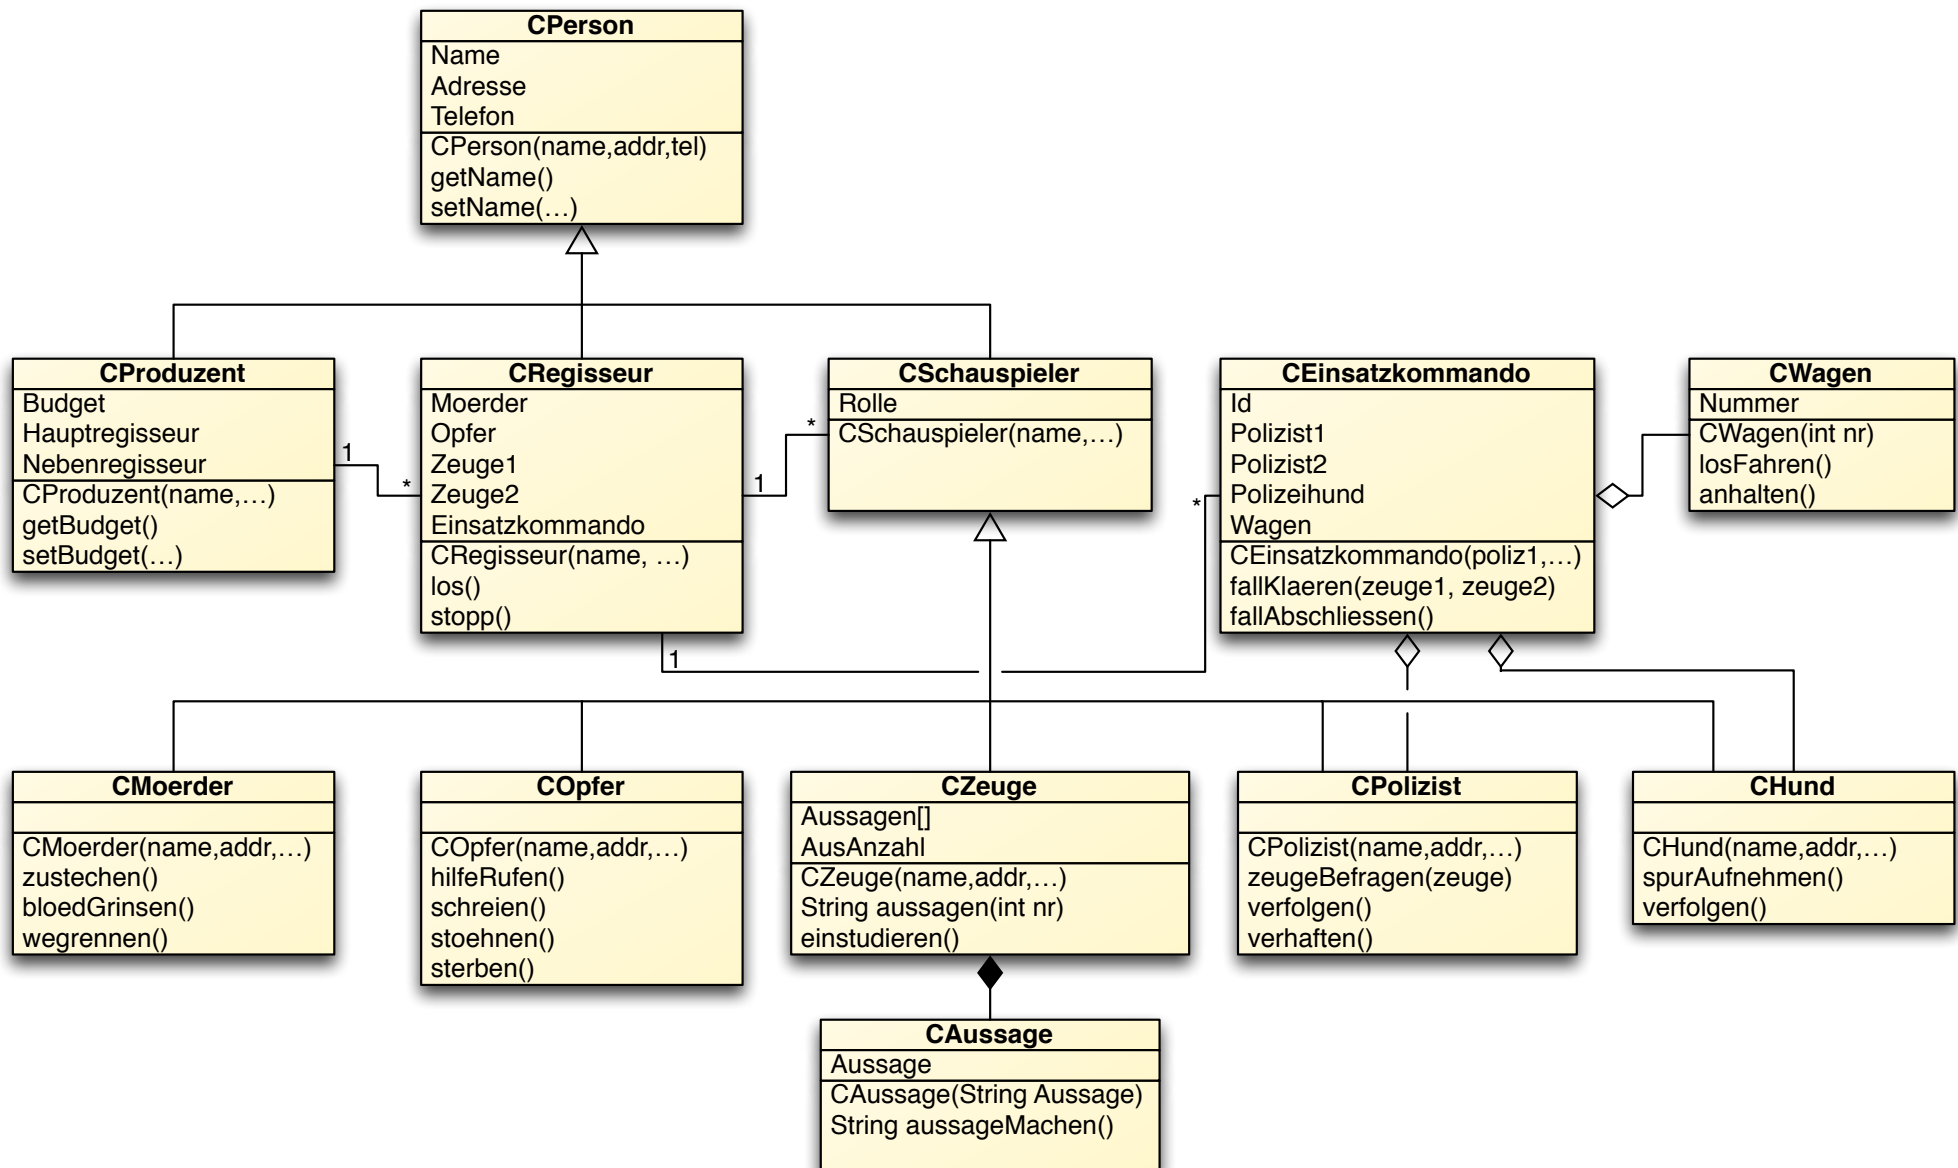 CPerson
Name
Adresse
Telefon
CPerson(name,addr,tel)
getName()
setName(…)
CProduzent
Budget
Hauptregisseur
Nebenregisseur
CProduzent(name,…)
getBudget()
setBudget(…)
1
*
CRegisseur
Moerder
Opfer
Zeuge1
Zeuge2
Einsatzkommando
CRegisseur(name, …)
los()
stopp()
1
*
1
*
CSchauspieler
Rolle
CSchauspieler(name,…)
CEinsatzkommando
Id
Polizist1
Polizist2
Polizeihund
Wagen
CEinsatzkommando(poliz1,…)
fallKlaeren(zeuge1, zeuge2)
fallAbschliessen()
CWagen
Nummer
CWagen(int nr)
losFahren()
anhalten()
CMoerder
CMoerder(name,addr,…)
zustechen()
bloedGrinsen()
wegrennen()
COpfer
COpfer(name,addr,…)
hilfeRufen()
schreien()
stoehnen()
sterben()
CZeuge
Aussagen[]
AusAnzahl
CZeuge(name,addr,…)
String aussagen(int nr)
einstudieren()
CPolizist
CPolizist(name,addr,…)
zeugeBefragen(zeuge)
verfolgen()
verhaften()
CHund
CHund(name,addr,…)
spurAufnehmen()
verfolgen()
CAussage
Aussage
CAussage(String Aussage)
String aussageMachen()